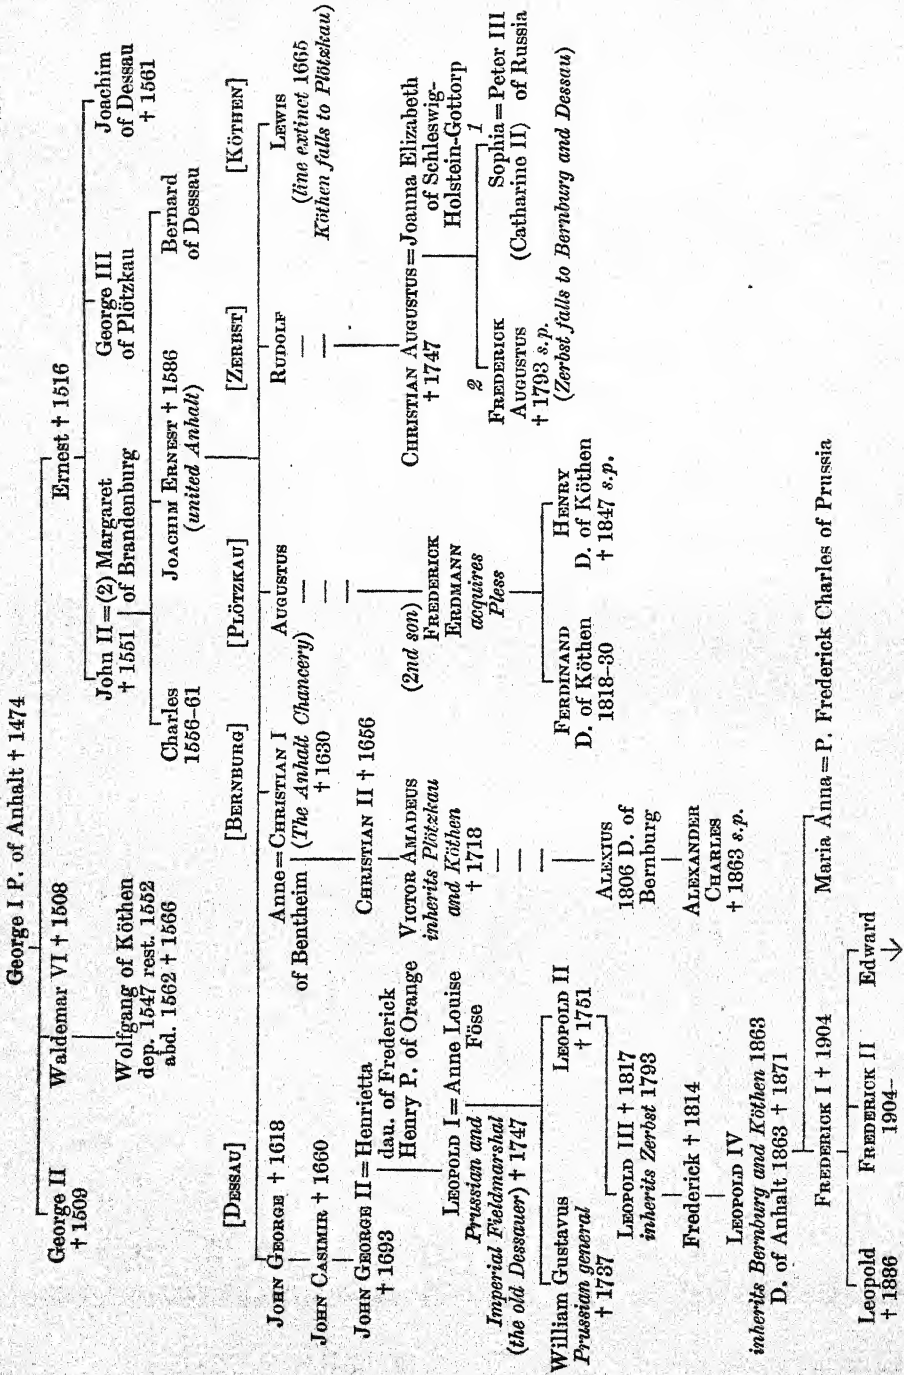 George I P. of Anhalt † 1474
George II
† 1509
Waldemar VI † 1508
Ernest † 1516
Wolfgang of Köthen
dep. 1547 rest. 1552
abd. 1562 † 1566
John II = (2) Margaret
† 1551 of Brandenburg
George III
of Plötzkau
Joachim
of Dessau
† 1561
Charles
1556–61
JOACHIM ERNEST † 1586
(united Anhalt)
Bernard
of Dessau
[DESSAU]
[BERNBURG]
[PLÖTZKAU]
[ZERBST]
[KÖTHEN]
JOHN GEORGE † 1618
Anne = CHRISTIAN I
of Bentheim
(The Anhalt Chancery)
† 1630
AUGUSTUS
RUDOLF
LEWIS
(line extinct 1665
Köthen falls to Plötzkau)
JOHN CASIMIR † 1660
CHRISTIAN II † 1656
JOHN GEORGE II = Henrietta
† 1693
dau. of Frederick
Henry P. of Orange
VICTOR AMADEUS
inherits Plötzkau
and Köthen
† 1718
(2nd son)
FREDERICK
ERDMANN
acquires
Pless
CHRISTIAN AUGUSTUS = Joanna Elizabeth
† 1747
of Schleswig-
Holstein-Gottorp
LEOPOLD I = Anne Louise
Föse
Prussian and
Imperial Fieldmarshal
(the old Dessauer) † 1747
2
FREDERICK
AUGUSTUS
† 1793 s.p.
1
Sophia = Peter III
(Catharine II) of Russia
(Zerbst falls to Bernburg and Dessau)
William Gustavus
Prussian general
† 1737
LEOPOLD II
† 1751
ALEXIUS
1806 D. of
Bernburg
FERDINAND
D. of Köthen
1818–30
HENRY
D. of Köthen
† 1847 s.p.
LEOPOLD III † 1817
inherits Zerbst 1793
Frederick † 1814
ALEXANDER
CHARLES
† 1863 s.p.
LEOPOLD IV
inherits Bernburg and Köthen 1863
D. of Anhalt 1863 † 1871
FREDERICK I † 1904
Maria Anna = P. Frederick Charles of Prussia
Leopold
† 1886
FREDERICK II
1904–
Edward